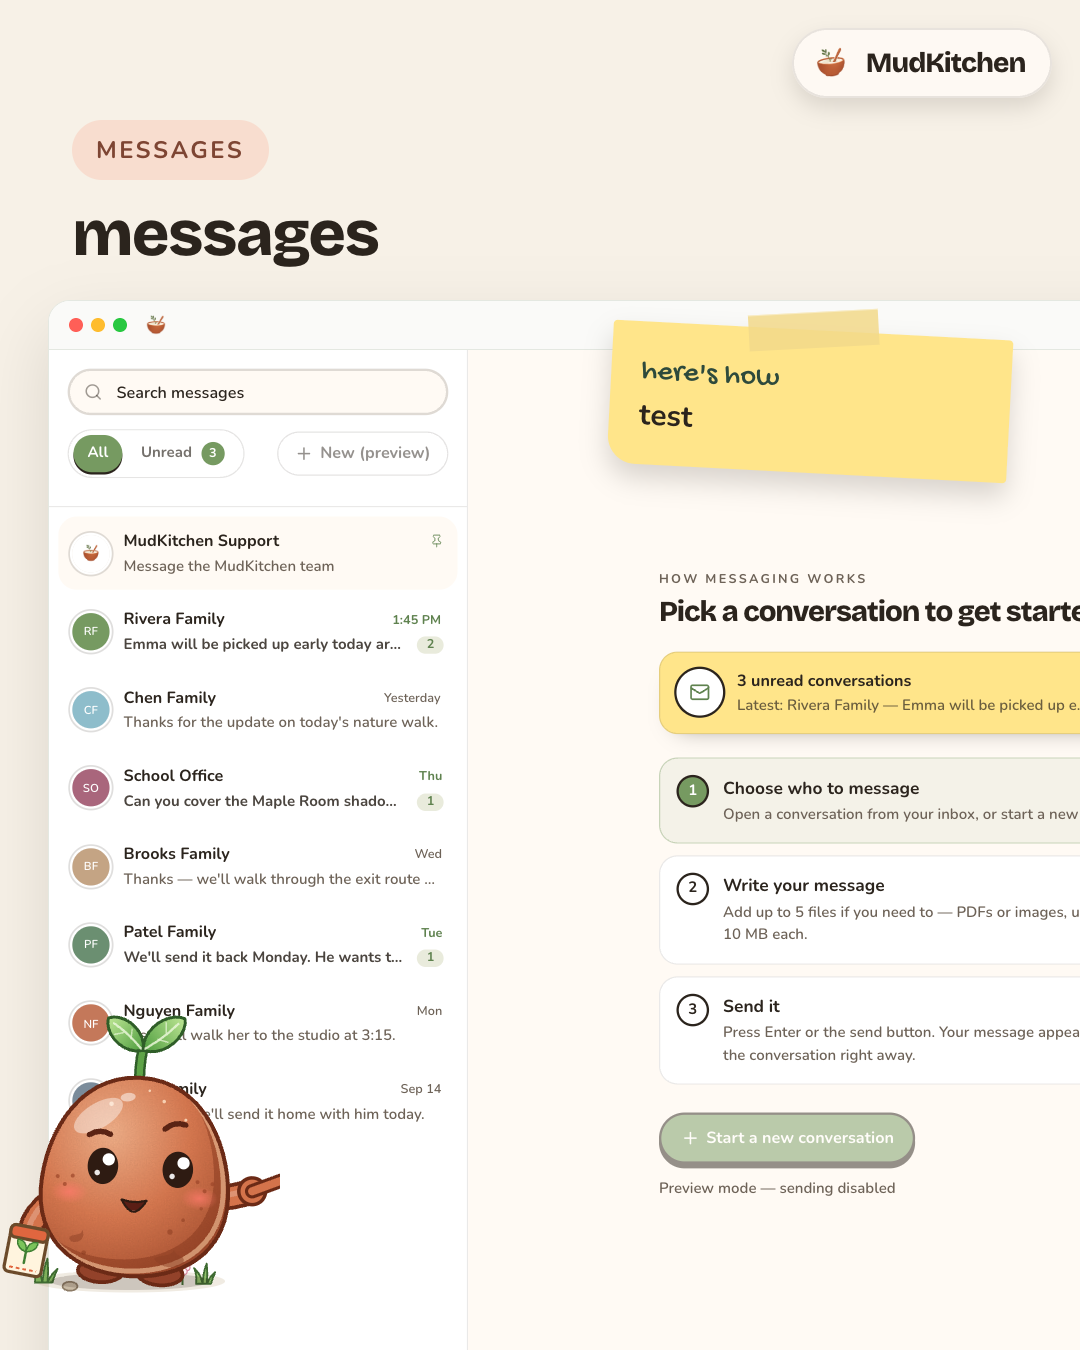 MudKitchen
MESSAGES
messages
here's how
test
Search messages
All
Unread 3
+ New (preview)
MudKitchen Support
Message the MudKitchen team
RF
Rivera Family
1:45 PM
Emma will be picked up early today ar...
2
CF
Chen Family
Yesterday
Thanks for the update on today's nature walk.
SO
School Office
Thu
Can you cover the Maple Room shado...
1
BF
Brooks Family
Wed
Thanks — we'll walk through the exit route ...
PF
Patel Family
Tue
We'll send it back Monday. He wants t...
1
NF
Nguyen Family
Mon
walk her to the studio at 3:15.
Sep 14
send it home with him today.
HOW MESSAGING WORKS
Pick a conversation to get starte
3 unread conversations
Latest: Rivera Family — Emma will be picked up e.
1
Choose who to message
Open a conversation from your inbox, or start a new
2
Write your message
Add up to 5 files if you need to — PDFs or images, u
10 MB each.
3
Send it
Press Enter or the send button. Your message appea
the conversation right away.
+ Start a new conversation
Preview mode — sending disabled